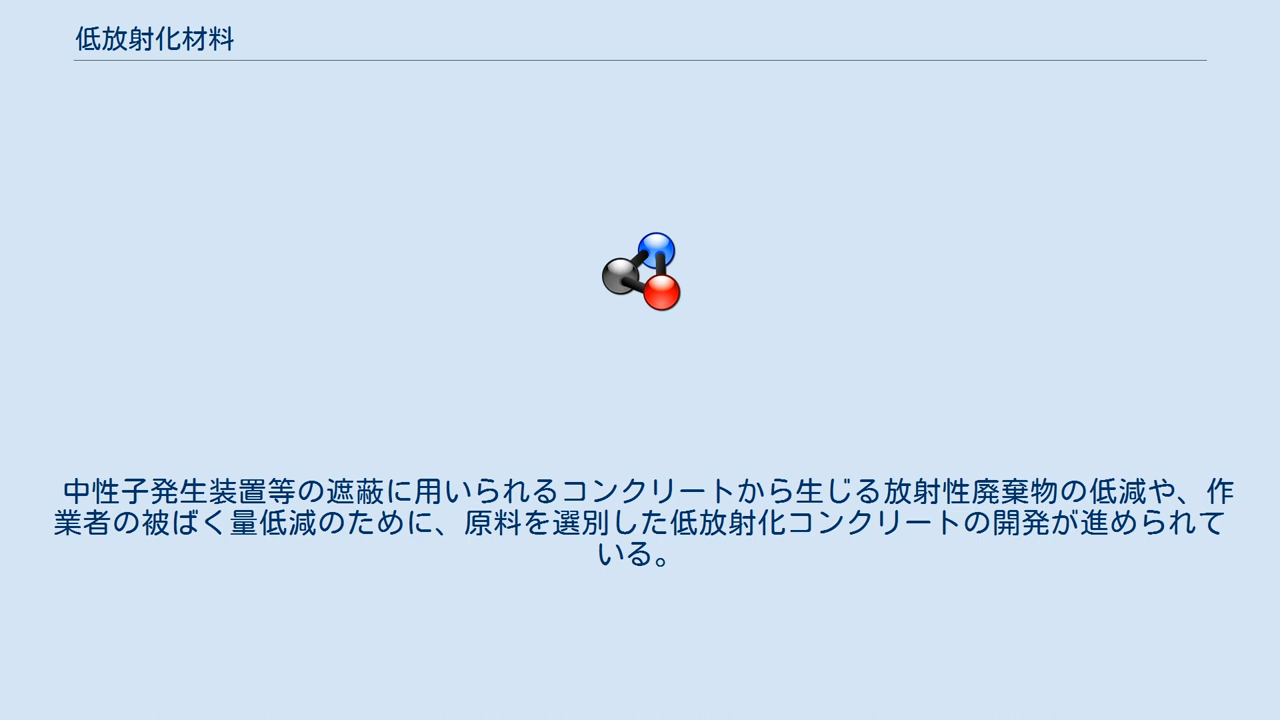 低放射化材料
中性子発生装置等の遮蔽に用いられるコンクリートから生じる放射性廃棄物の低減や、作
業者の被ばく量低減のために、原料を選別した低放射化コンクリートの開発が進められて
いる。